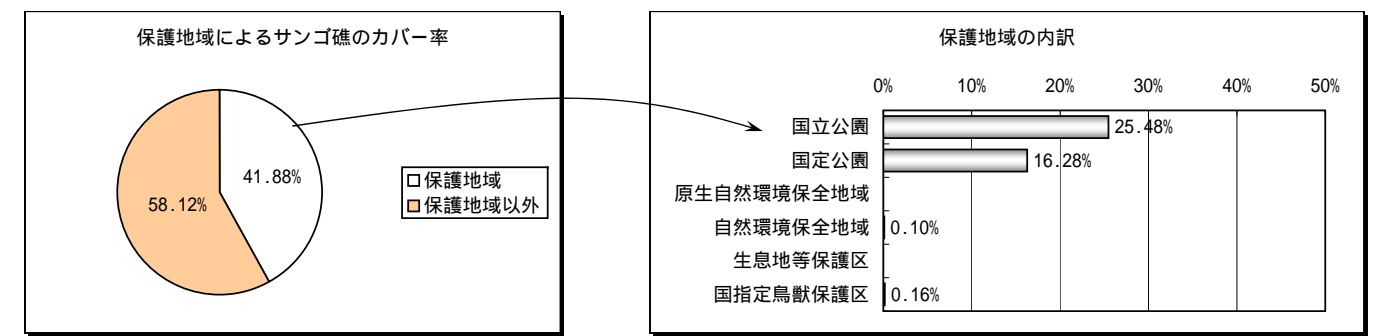 保護地域によるサンゴ礁のカバー率
41.88%
58.12%
保護地域
保護地域以外
保護地域の内訳
0% 10% 20% 30% 40% 50%
国立公園 25.48%
国定公園 16.28%
原生自然環境保全地域
自然環境保全地域 0.10%
生息地等保護区
国指定鳥獣保護区 0.16%